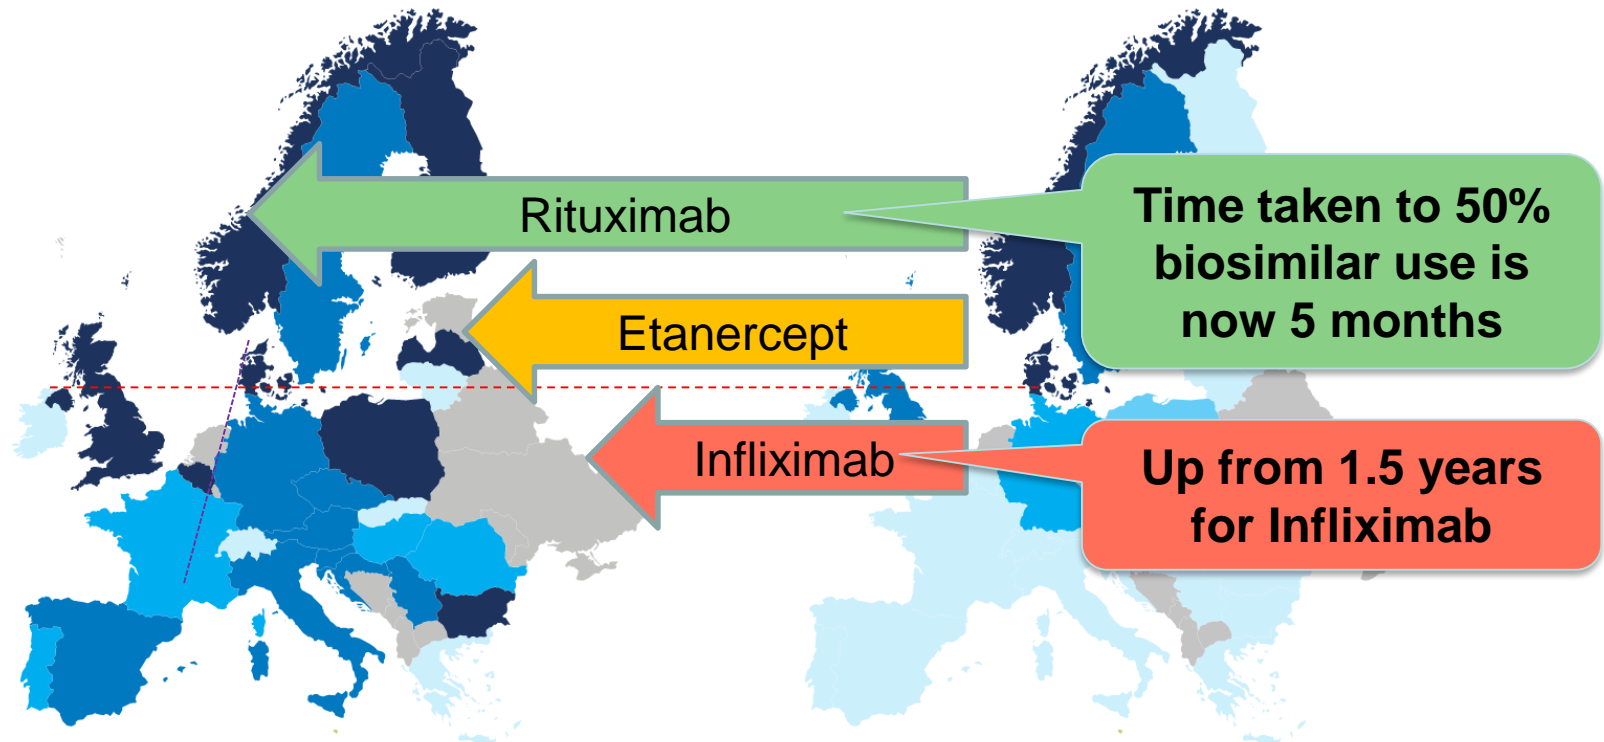 Rituximab
Time taken to 50%
biosimilar use is
now 5 months
Etanercept
Infliximab
Up from 1.5 years
for Infliximab